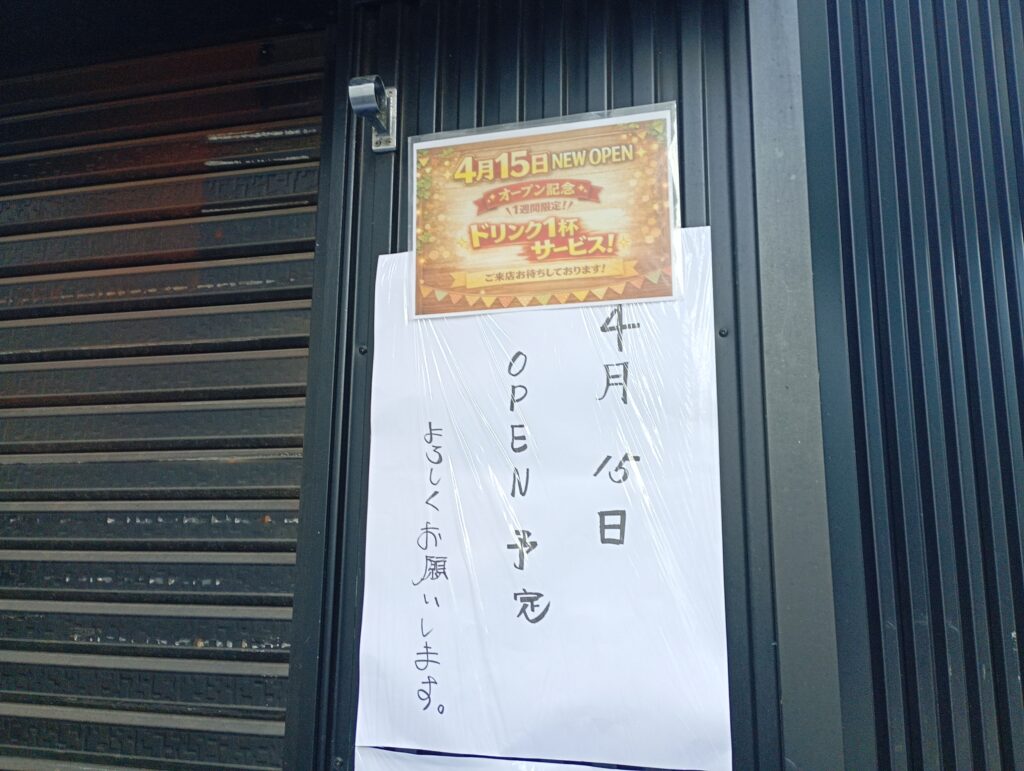 4月15日 NEW OPEN
オープン記念
\1週間限定!!/
ドリンク1杯
サービス!
ご来店お待ちしております!
4月15日
OPEN予定
よろしくお願いします。